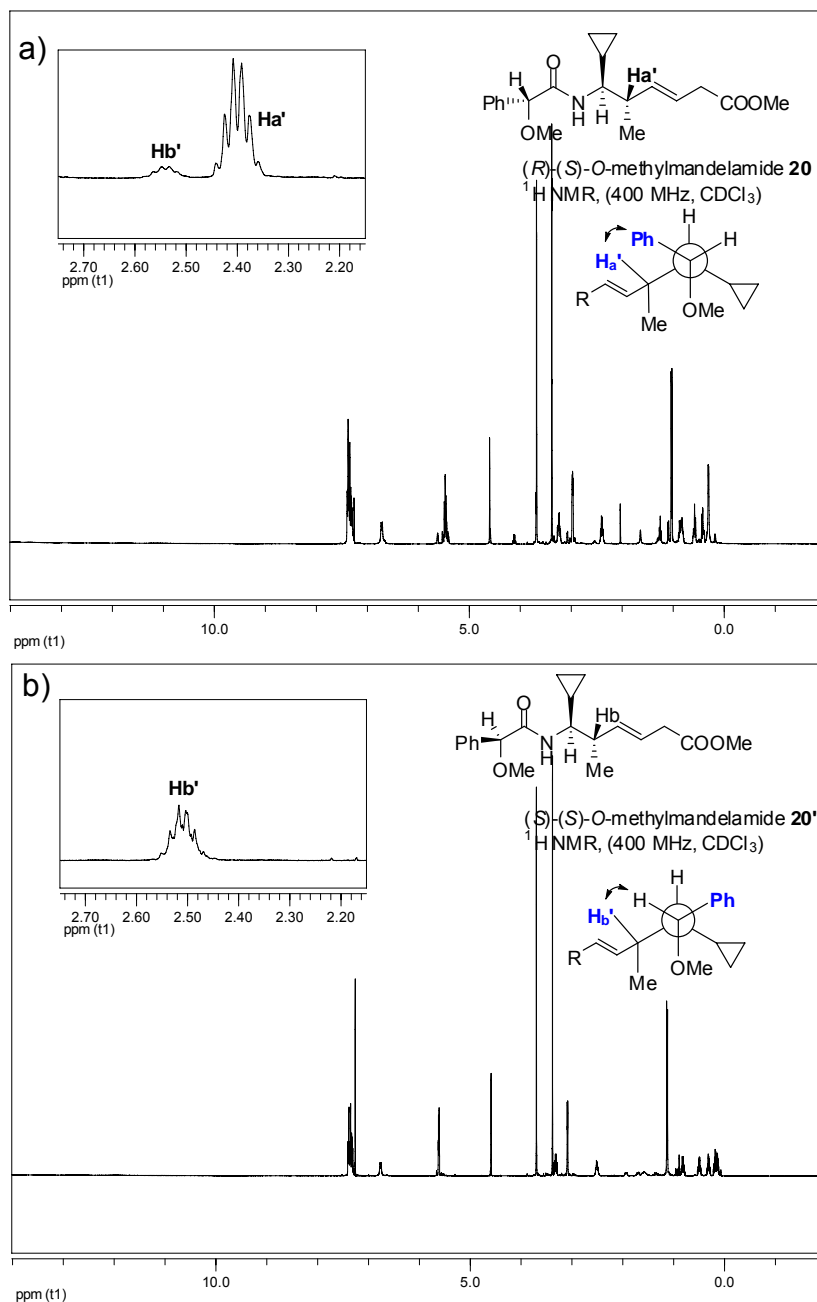 a)
Hb'
Ha'
2.70 2.60 2.50 2.40 2.30 2.20
ppm (t1)
H
O
Ph
OMe
N
H
H
Ha'
Me
COOMe
(R)-(S)-O-methylmandelamide 20
1H NMR, (400 MHz, CDCl3)
H
Ph
H
Ha'
R
OMe
Me
10.0 5.0 0.0
ppm (t1)
b)
Hb'
2.70 2.60 2.50 2.40 2.30 2.20
ppm (t1)
H
O
Ph
OMe
N
H
H
Hb
Me
COOMe
(S)-(S)-O-methylmandelamide 20'
1H NMR, (400 MHz, CDCl3)
H
H
Ph
Hb'
R
OMe
Me
10.0 5.0 0.0
ppm (t1)